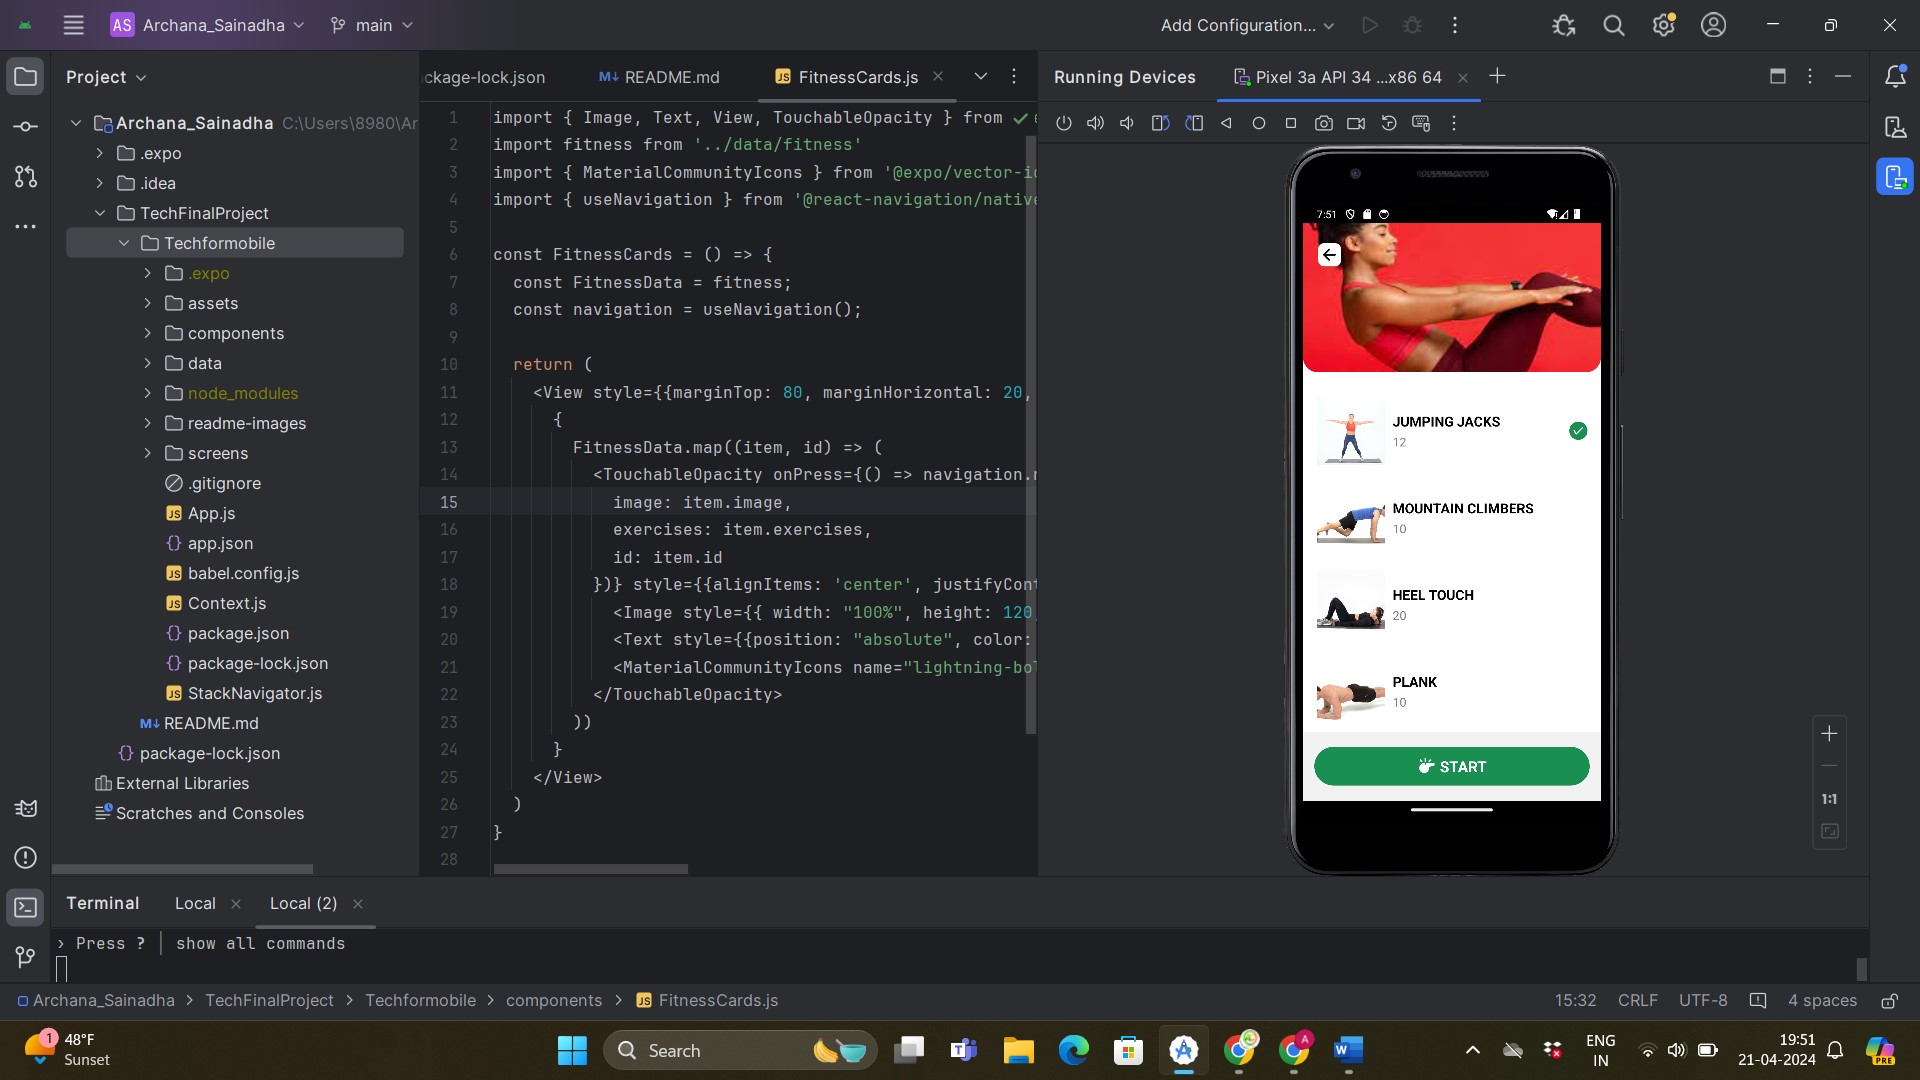 AS Archana_Sainadha main Add Configuration...
Project
ckage-lock.json README.md FitnessCards.js
Running Devices Pixel 3a API 34 ...x86 64
Archana_Sainadha C:\Users\8980\Ar
.expo
.idea
TechFinalProject
Techformobile
.expo
assets
components
data
node_modules
readme-images
screens
.gitignore
JS App.js
{} app.json
JS babel.config.js
JS Context.js
{} package.json
{} package-lock.json
JS StackNavigator.js
M↓ README.md
{} package-lock.json
External Libraries
Scratches and Consoles
1 import { Image, Text, View, TouchableOpacity } from
2 import fitness from '../data/fitness'
3 import { MaterialCommunityIcons } from '@expo/vector-ic
4 import { useNavigation } from '@react-navigation/native
5
6 const FitnessCards = () => {
7 const FitnessData = fitness;
8 const navigation = useNavigation();
9
10 return (
11 <View style={{marginTop: 80, marginHorizontal: 20,
12 {
13 FitnessData.map((item, id) => (
14 <TouchableOpacity onPress={() => navigation.n
15 image: item.image,
16 exercises: item.exercises,
17 id: item.id
18 })} style={{alignItems: 'center', justifyCont
19 <Image style={{ width: "100%", height: 120
20 <Text style={{position: "absolute", color:
21 <MaterialCommunityIcons name="lightning-bol
22 </TouchableOpacity>
23 ))
24 }
25 </View>
26 )
27 }
28
7:51
JUMPING JACKS
12
MOUNTAIN CLIMBERS
10
HEEL TOUCH
20
PLANK
10
START
1:1
Terminal Local Local (2)
› Press ? │ show all commands
Archana_Sainadha > TechFinalProject > Techformobile > components > JS FitnessCards.js
15:32 CRLF UTF-8 4 spaces
1 48°F
Sunset
Search
ENG
IN
19:51
21-04-2024
PRE